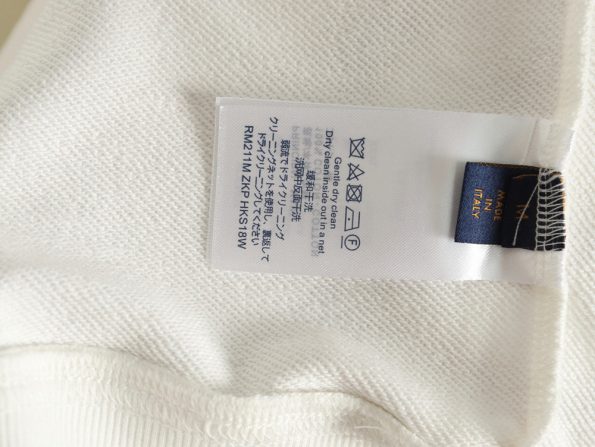 Gentle dry clean
Dirty clean inside out in a net
缓和干洗
洗网中反面干洗
弱流でドライクリーニング
クリーニングネットを使用し、裏返して
ドライクリーニングしてください
RM211M ZKP HKS18W
M
MADE
IN
ITALY